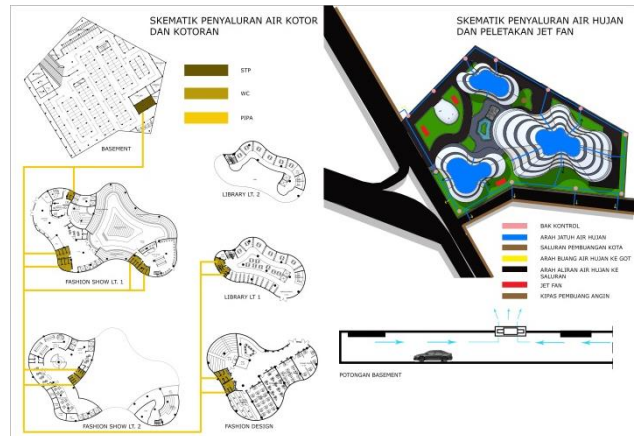 SKEMATIK PENYALURAN AIR KOTOR
DAN KOTORAN
STP
WC
PIPA
BASEMENT
LIBRARY LT. 2
FASHION SHOW LT. 1
LIBRARY LT 1
FASHION SHOW LT. 2
FASHION DESIGN
SKEMATIK PENYALURAN AIR HUJAN
DAN PELETAKAN JET FAN
BAK KONTROL
ARAH JATUH AIR HUJAN
SALURAN PEMBUANGAN KOTA
ARAH BUANG AIR HUJAN KE GOT
ARAH ALIRAN AIR HUJAN KE
SALURAN
JET FAN
KIPAS PEMBUANG ANGIN
POTONGAN BASEMENT